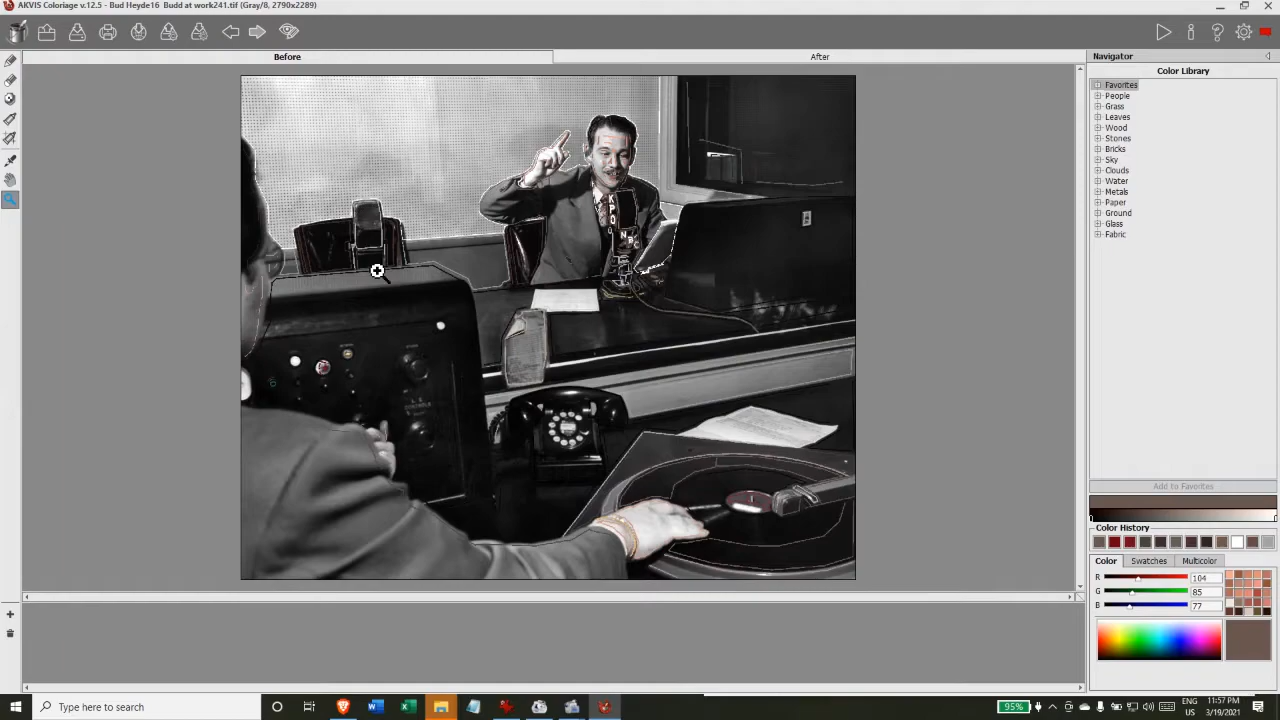 AKVIS Coloriage v.12.5 - Bud Heyde16 Budd at work241.tif (Gray/8, 2790x2289)
Before
After
Navigator
Color Library
Favorites
People
Grass
Leaves
Wood
Stones
Bricks
Sky
Clouds
Water
Metals
Paper
Ground
Glass
Fabric
KPO
NBC
Add to Favorites
Color History
Color Swatches Multicolor
R 104
G 85
B 77
Type here to search
95%
ENG
US
11:57 PM
3/19/2021